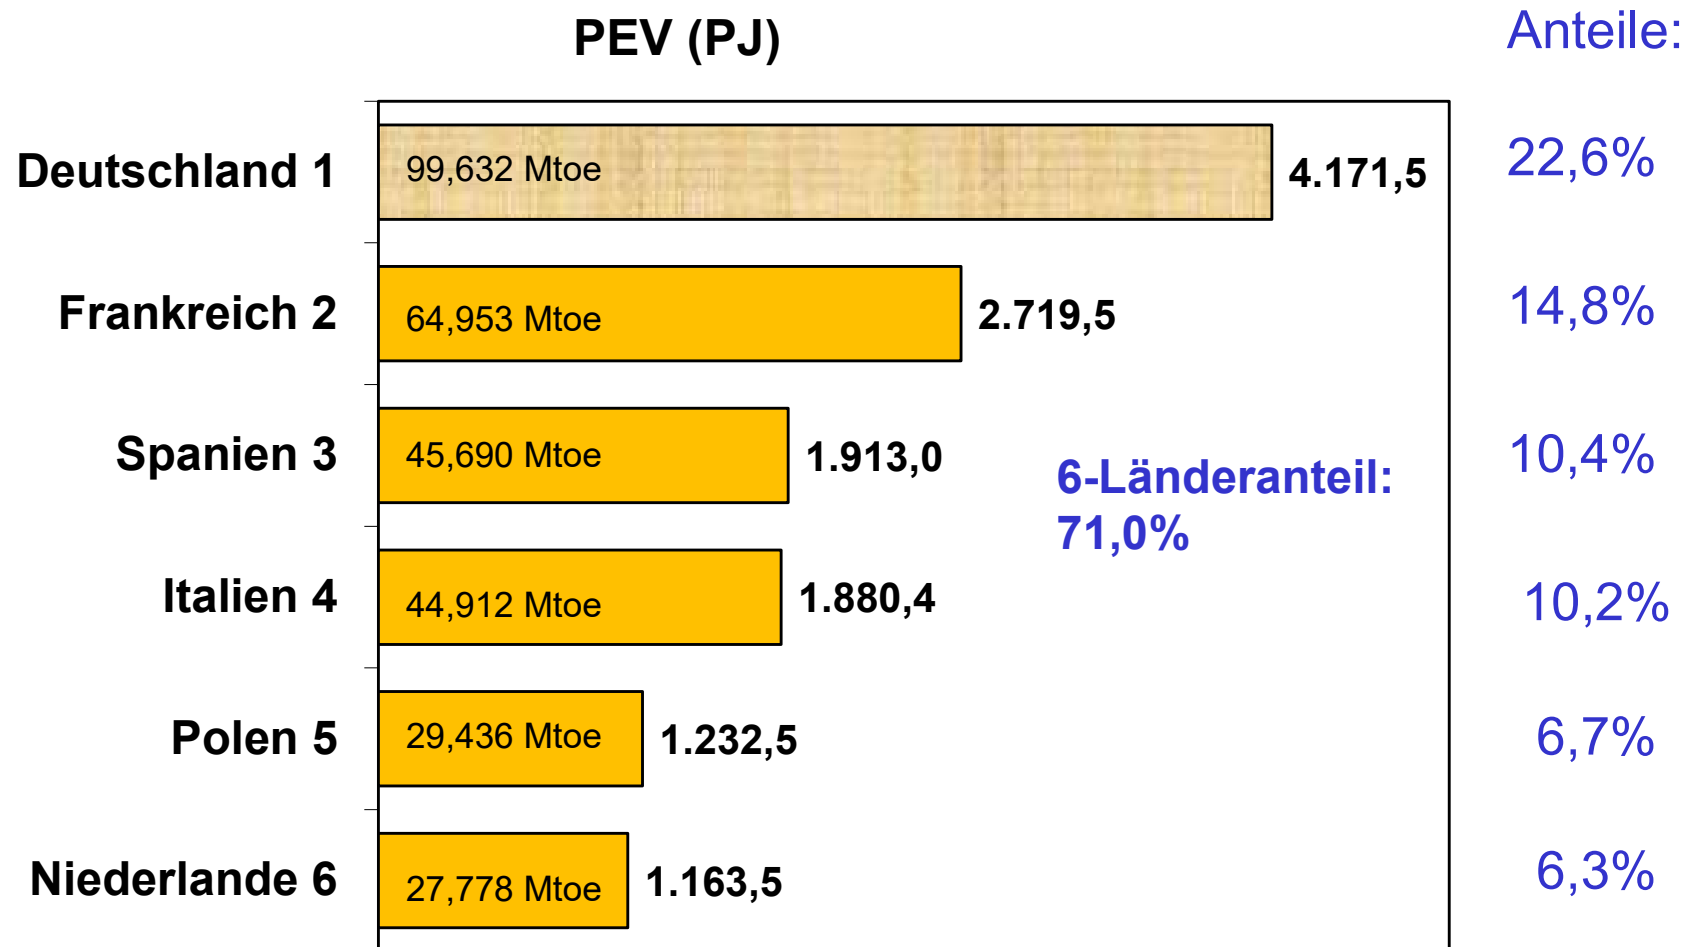 PEV (PJ)
Anteile:
Deutschland 1 99,632 Mtoe 4.171,5 22,6%
Frankreich 2 64,953 Mtoe 2.719,5 14,8%
Spanien 3 45,690 Mtoe 1.913,0 10,4%
6-Länderanteil:
71,0%
Italien 4 44,912 Mtoe 1.880,4 10,2%
Polen 5 29,436 Mtoe 1.232,5 6,7%
Niederlande 6 27,778 Mtoe 1.163,5 6,3%